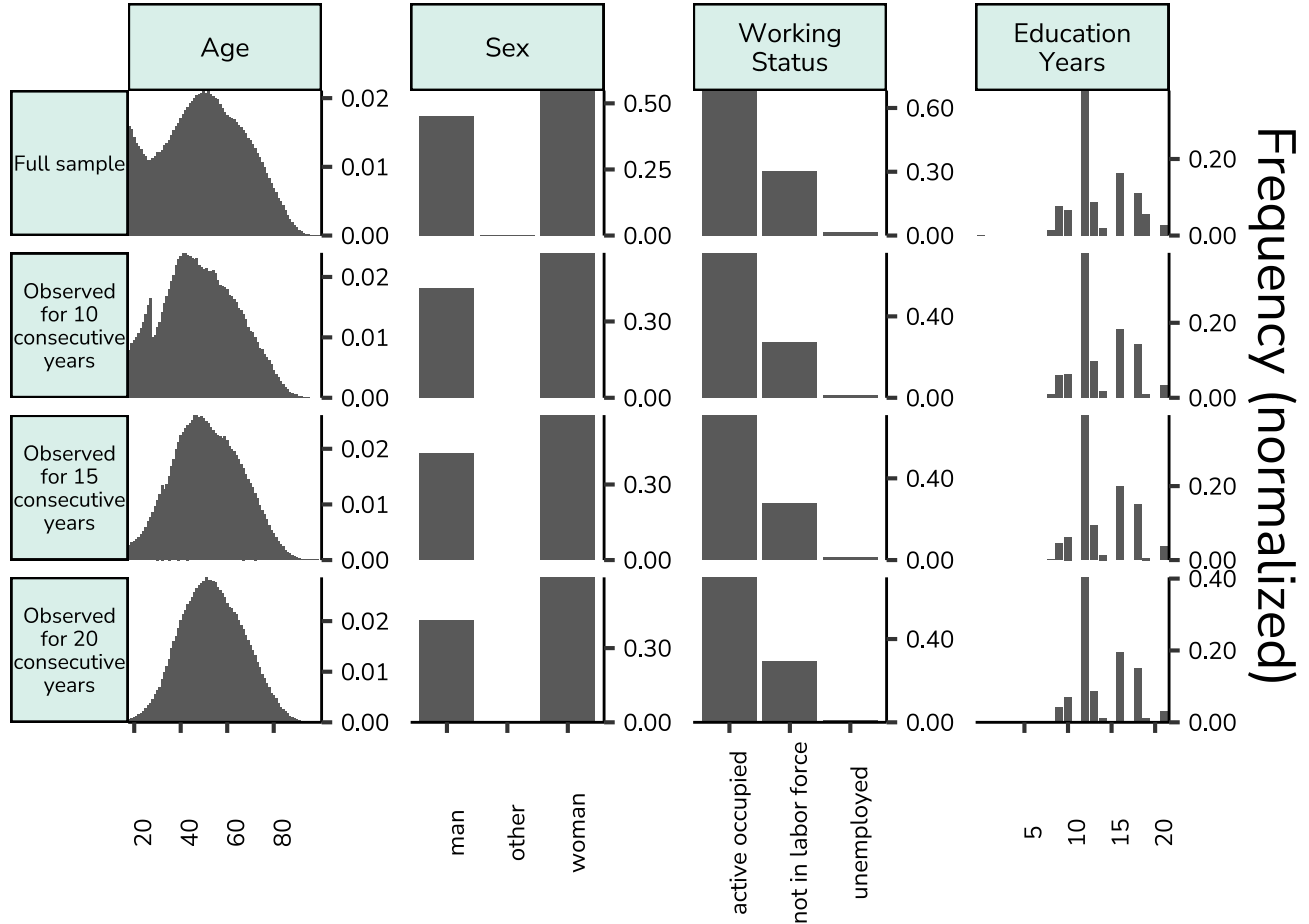 Age
Sex
Working
Status
Education
Years
Full sample
0.02
0.01
0.00
0.50
0.25
0.00
0.60
0.30
0.00
0.20
0.00
Observed
for 10
consecutive
years
0.02
0.01
0.00
0.30
0.00
0.40
0.00
0.20
0.00
Observed
for 15
consecutive
years
0.02
0.01
0.00
0.30
0.00
0.40
0.00
0.20
0.00
Observed
for 20
consecutive
years
0.02
0.01
0.00
0.30
0.00
0.40
0.00
0.40
0.20
0.00
20
40
60
80
man
other
woman
active occupied
not in labor force
unemployed
5
10
15
20
Frequency (normalized)